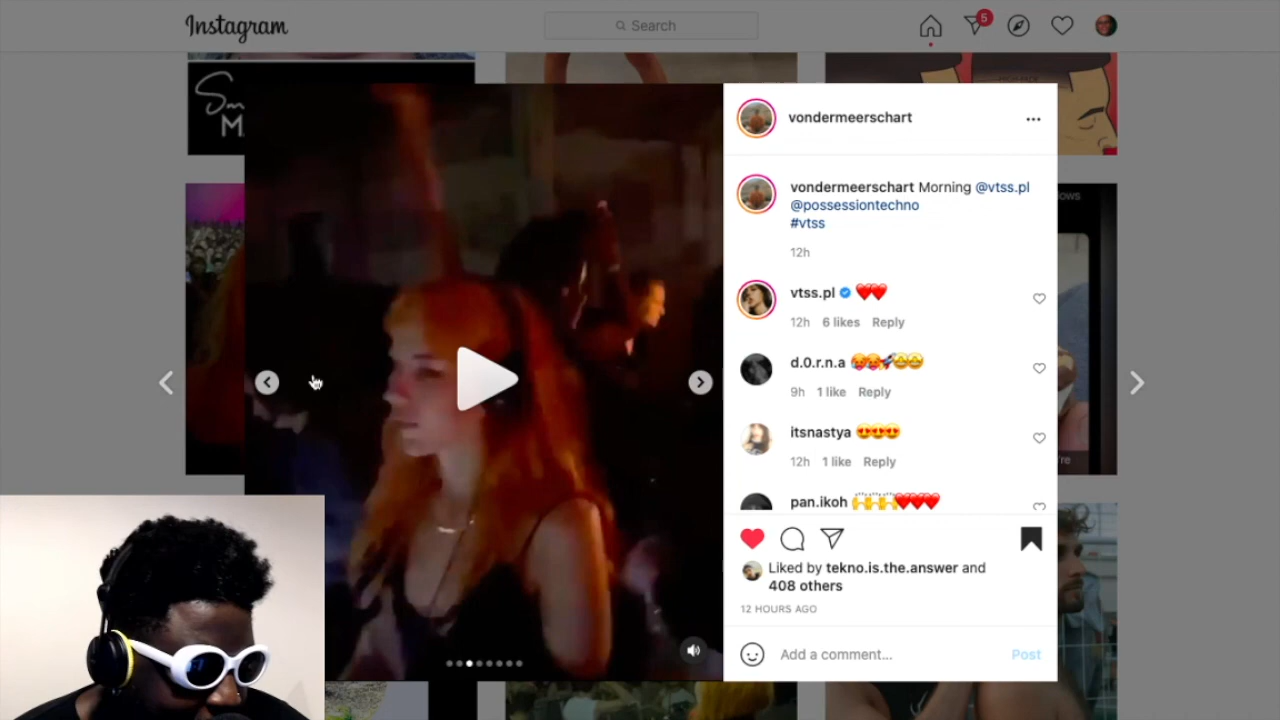 Instagram
Search
5
Sm
M
vondermeerschart
vondermeerschart Morning @vtss.pl
@possessiontechno
#vtss
12h
vtss.pl ❤️❤️
12h 6 likes Reply
d.0.r.n.a 🥵🥵🚀🤩🤩
9h 1 like Reply
itsnastya 😍😍😍
12h 1 like Reply
pan.ikoh 🙌🙌🙌❤️❤️❤️
Liked by tekno.is.the.answer and
408 others
12 HOURS AGO
Add a comment...
Post